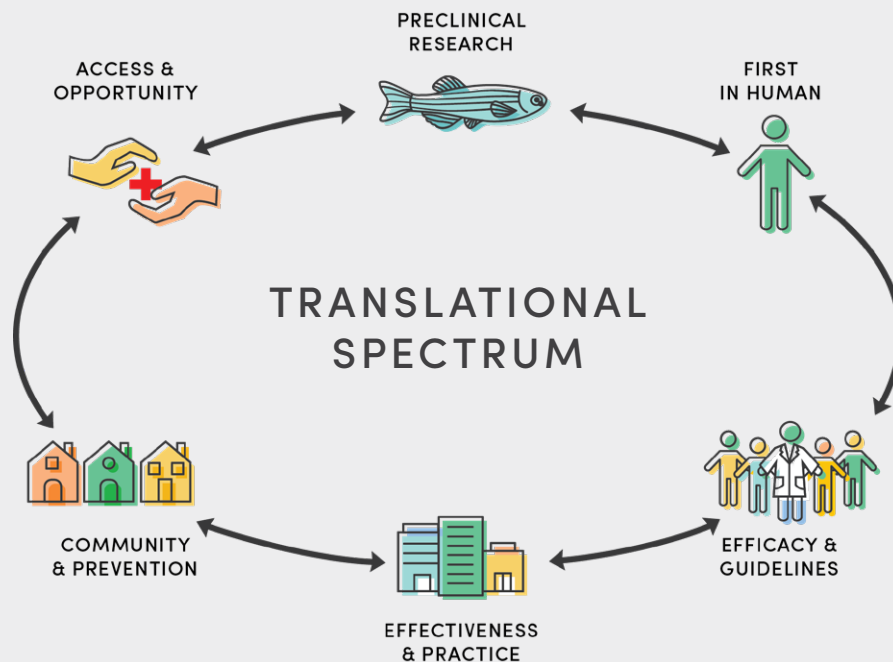 PRECLINICAL
RESEARCH
FIRST
IN HUMAN
EFFICACY &
GUIDELINES
EFFECTIVENESS
& PRACTICE
COMMUNITY
& PREVENTION
ACCESS &
OPPORTUNITY
TRANSLATIONAL
SPECTRUM